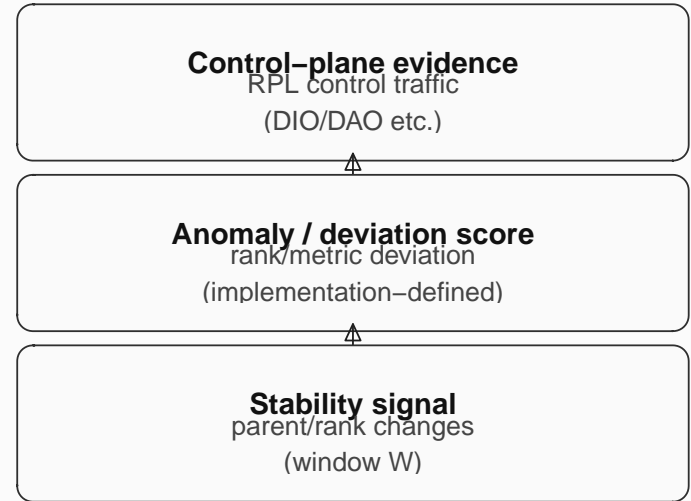 Control−plane evidence
RPL control traffic
(DIO/DAO etc.)
Anomaly / deviation score
rank/metric deviation
(implementation−defined)
Stability signal
parent/rank changes
(window W)